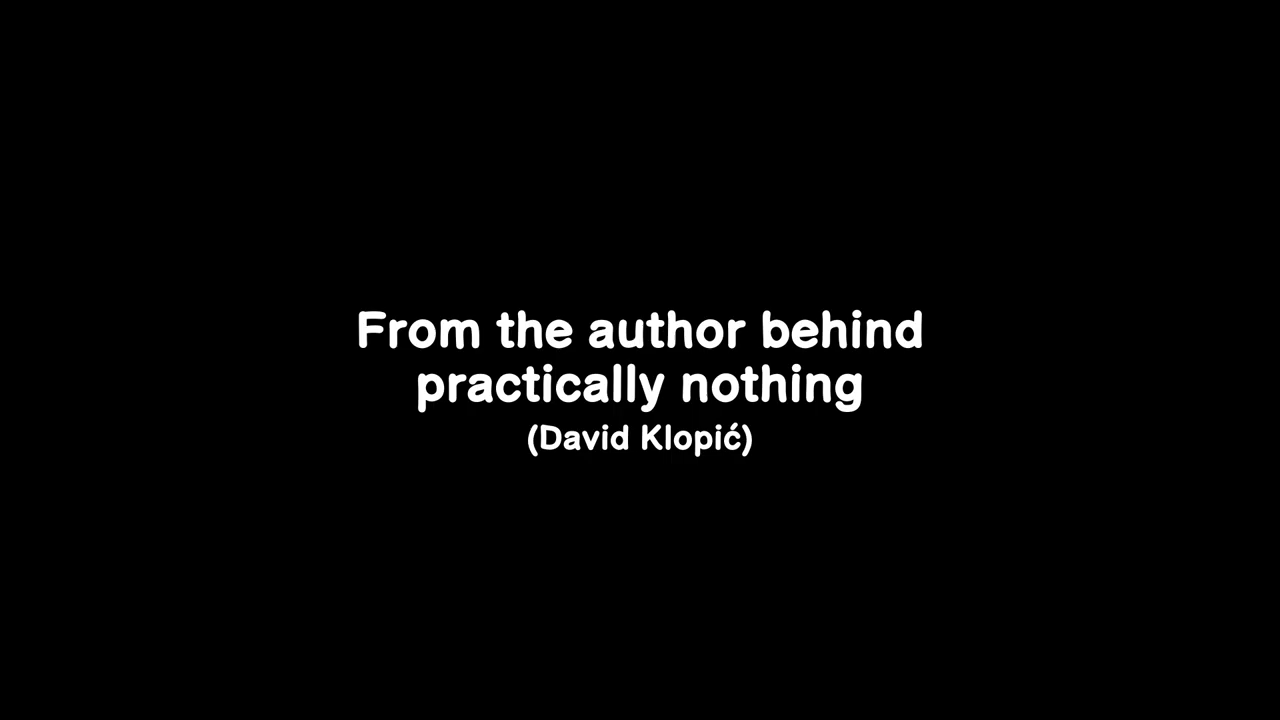 From the author behind
practically nothing
(David Klopić)